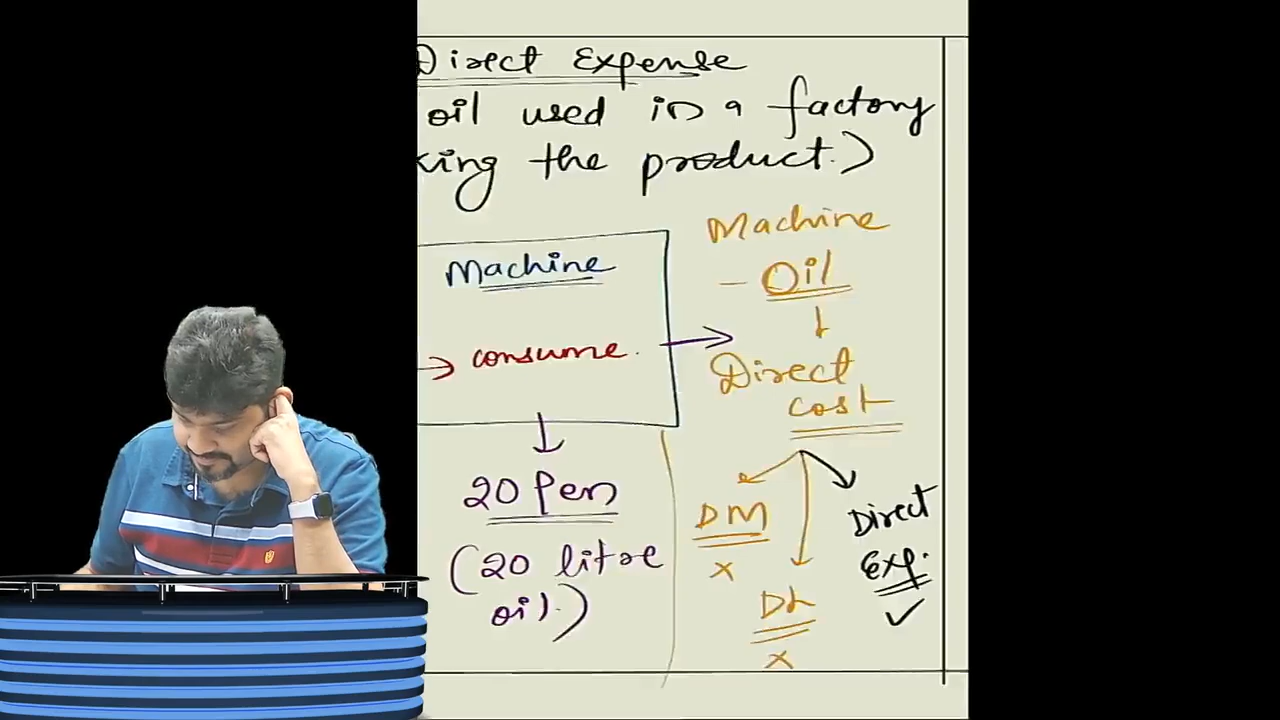 Direct Expense
oil used in a factory
king the product.)
Machine
→ consume.
20 Pen
(20 litre
oil.)
Machine
- Oil
Direct
cost
DM
x
DL
x
Direct
Exp.
✓